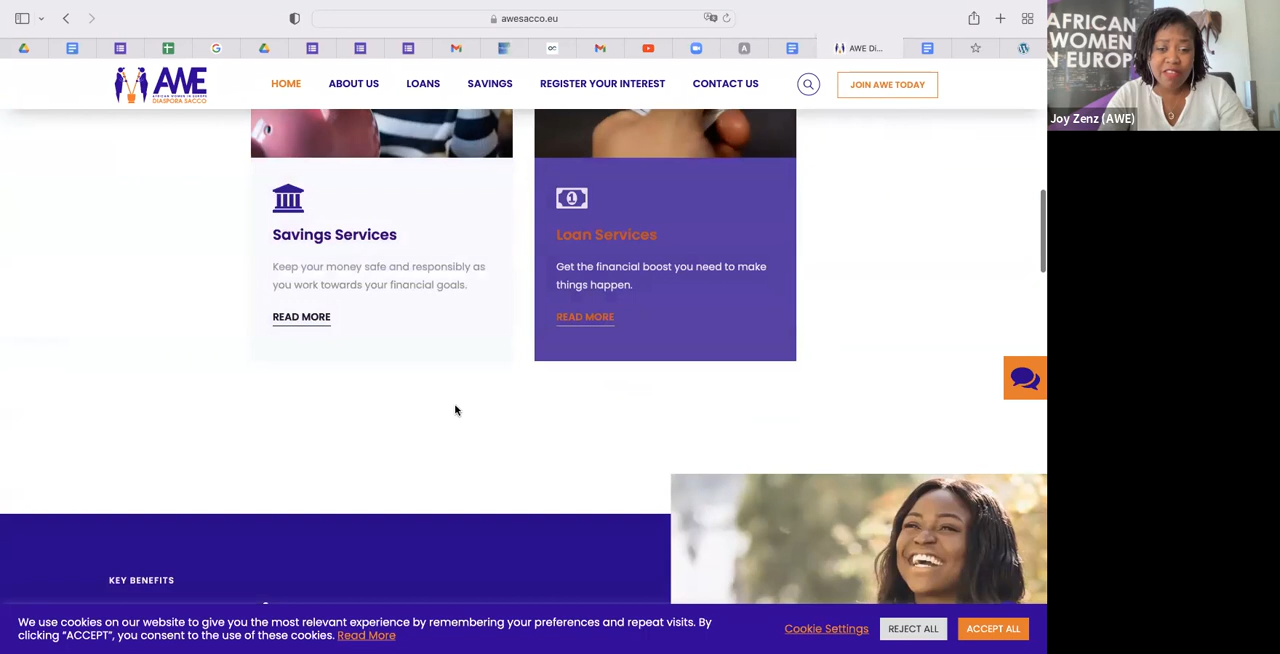 awesacco.eu
AWE Di...
AWE
AFRICAN WOMEN IN EUROPE
DIASPORA SACCO
HOME
ABOUT US
LOANS
SAVINGS
REGISTER YOUR INTEREST
CONTACT US
JOIN AWE TODAY
AFRICAN
WOMEN
N EUROP
Joy Zenz (AWE)
Savings Services
Keep your money safe and responsibly as
you work towards your financial goals.
READ MORE
Loan Services
Get the financial boost you need to make
things happen.
READ MORE
KEY BENEFITS
We use cookies on our website to give you the most relevant experience by remembering your preferences and repeat visits. By
clicking “ACCEPT”, you consent to the use of these cookies. Read More
Cookie Settings
REJECT ALL
ACCEPT ALL